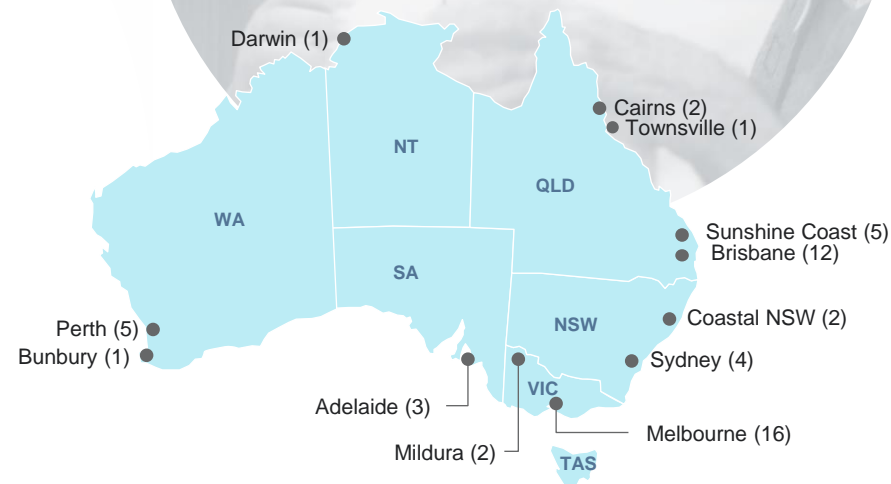 Darwin (1)
Cairns (2)
Townsville (1)
NT
QLD
WA
Sunshine Coast (5)
Brisbane (12)
SA
Coastal NSW (2)
NSW
Perth (5)
Bunbury (1)
Sydney (4)
VIC
Adelaide (3)
Melbourne (16)
Mildura (2)
TAS